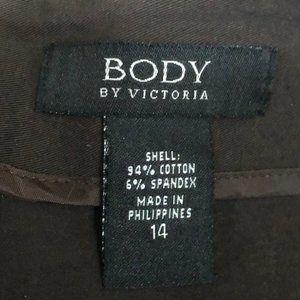 BODY
BY VICTORIA
SHELL:
94% COTTON
6% SPANDEX
MADE IN
PHILIPPINES
14